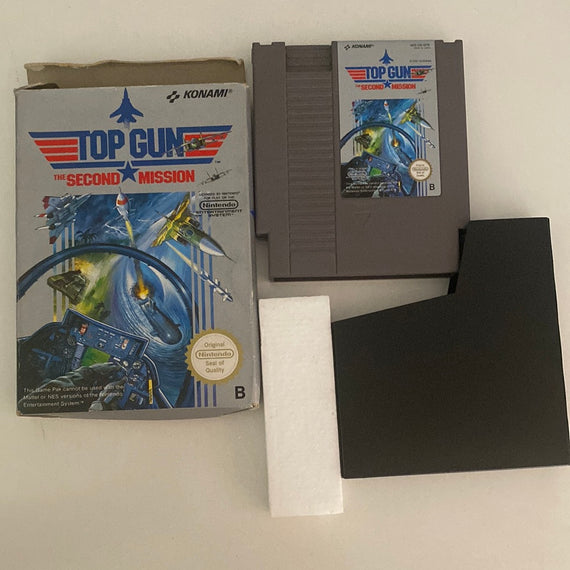 KONAMI®
TOP GUN
THE SECOND MISSION
LICENSED BY NINTENDO
FOR PLAY ON THE
Nintendo
ENTERTAINMENT
SYSTEM
Original
Nintendo
Seal of
Quality
This Game Pak cannot be used with the
Mattel or NES versions of the Nintendo
Entertainment System.™
B
KONAMI®
TOP GUN
THE SECOND MISSION
B